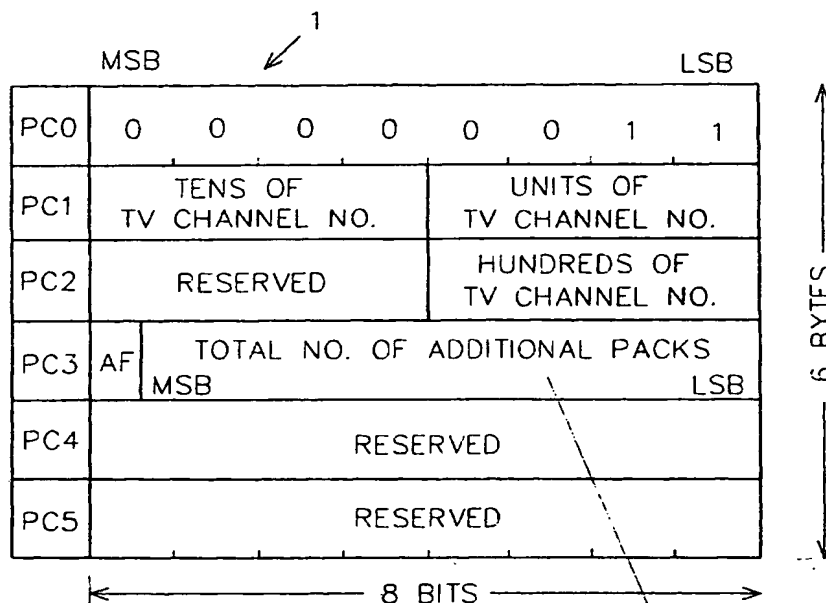 1
MSB LSB
PC0 0 0 0 0 0 0 1 1
PC1 TENS OF TV CHANNEL NO. UNITS OF TV CHANNEL NO.
PC2 RESERVED HUNDREDS OF TV CHANNEL NO.
PC3 AF TOTAL NO. OF ADDITIONAL PACKS
MSB LSB
PC4 RESERVED
PC5 RESERVED
6 BYTES
8 BITS